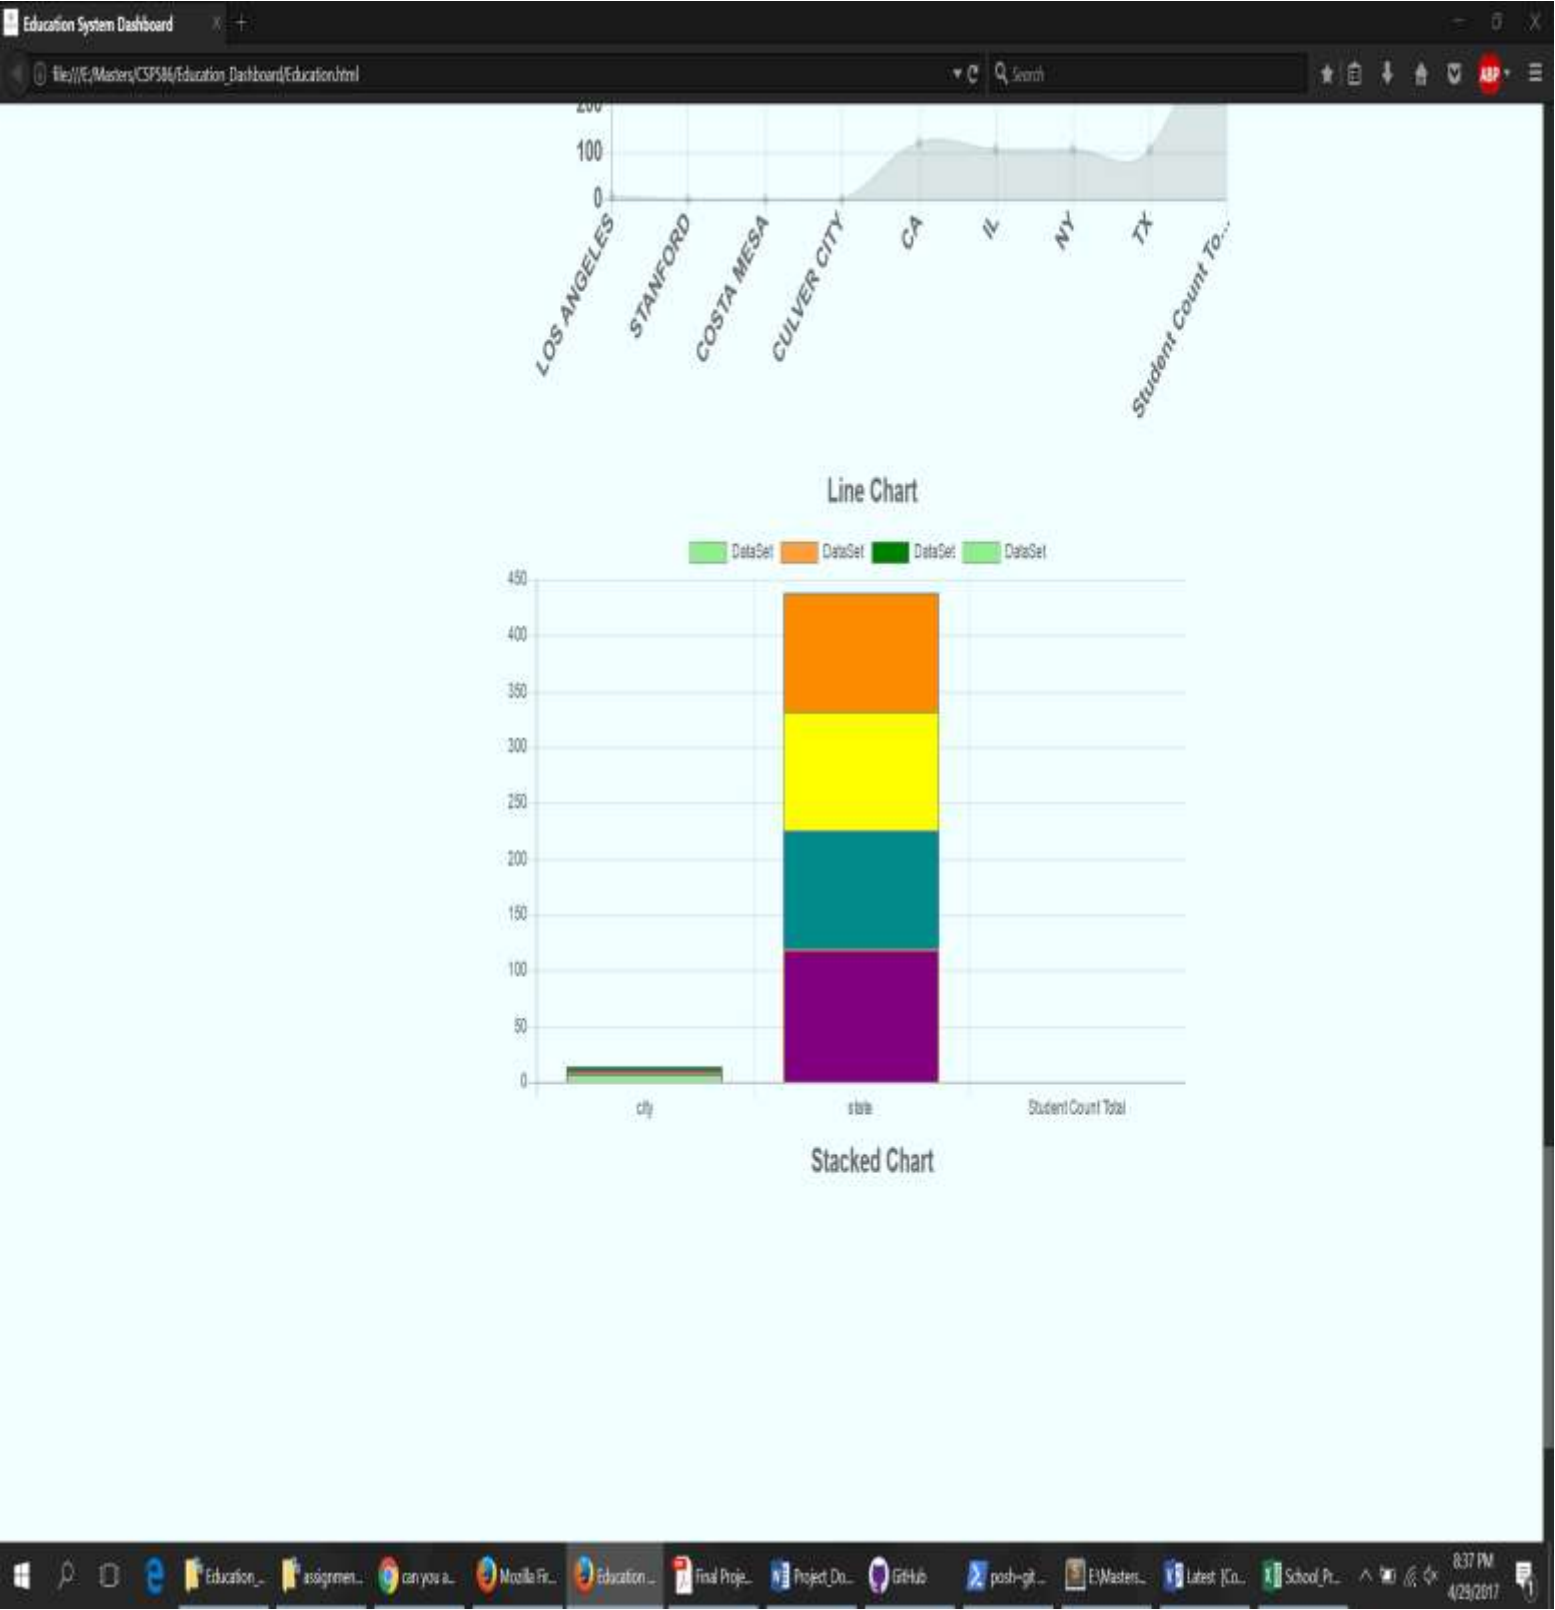 Education System Dashboard
file:///E:/Masters/CSP586/Education_Dashboard/Education.html
Search
ABP
200
100
0
LOS ANGELES
STANFORD
COSTA MESA
CULVER CITY
CA
IL
NY
TX
Student Count To...
Line Chart
DataSet DataSet DataSet DataSet
450
400
350
300
250
200
150
100
50
0
city state Student Count Total
Stacked Chart
Education_... assignmen... can you a... Mozilla Fir... Education ... Final Proje... Project_Do... GitHub posh~git ... E:\Masters... Latest [Co... School_Pr... 8:37 PM
4/29/2017
1